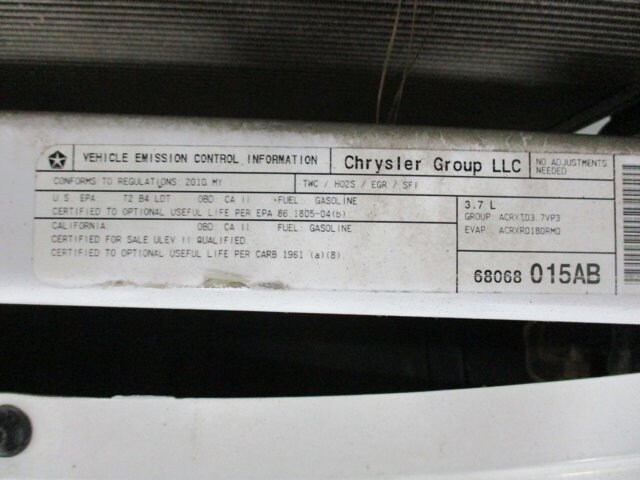 VEHICLE EMISSION CONTROL INFORMATION Chrysler Group LLC NO ADJUSTMENTS NEEDED
CONFORMS TO REGULATIONS: 2010 MY TWC / HO2S / EGR / SFI
U.S. EPA: T2 B4 LDT OBD: CA II FUEL: GASOLINE
CERTIFIED TO OPTIONAL USEFUL LIFE PER EPA 86.1805-04(b)
CALIFORNIA: OBD: CA II FUEL: GASOLINE
CERTIFIED FOR SALE ULEV II QUALIFIED.
CERTIFIED TO OPTIONAL USEFUL LIFE PER CARB 1961 (a)(8)
3.7 L
GROUP: ACRXT03.7VP3
EVAP: ACRXR0180RM0
68068 015AB